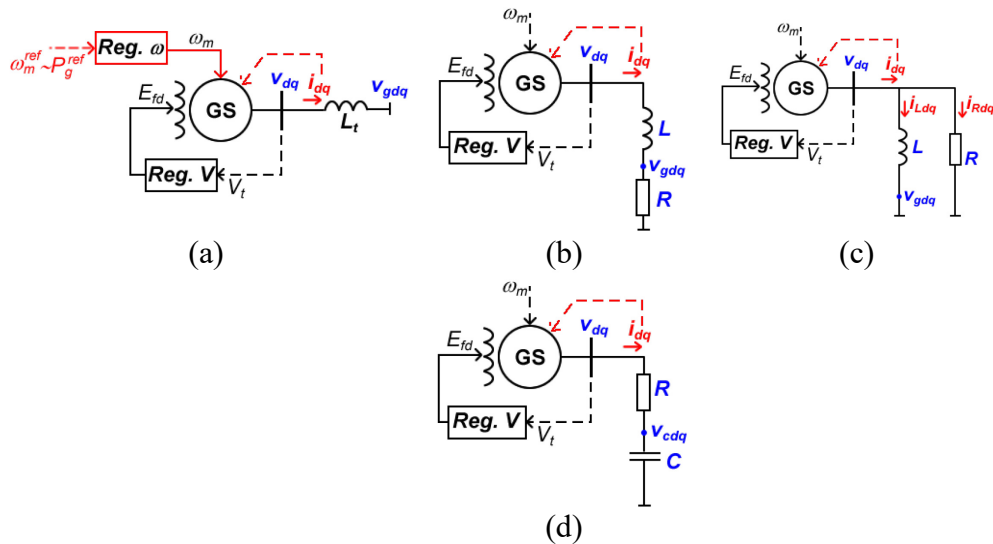 Reg. ω
ω_m
ω_m^ref ~P_g^ref
E_fd
GS
v_dq
i_dq
v_gdq
L_t
Reg. V
V_t
(a)
ω_m
E_fd
GS
v_dq
i_dq
Reg. V
V_t
L
v_gdq
R
(b)
ω_m
E_fd
GS
v_dq
i_dq
i_Ldq
i_Rdq
Reg. V
V_t
L
R
v_gdq
(c)
ω_m
E_fd
GS
v_dq
i_dq
R
Reg. V
V_t
v_cdq
C
(d)